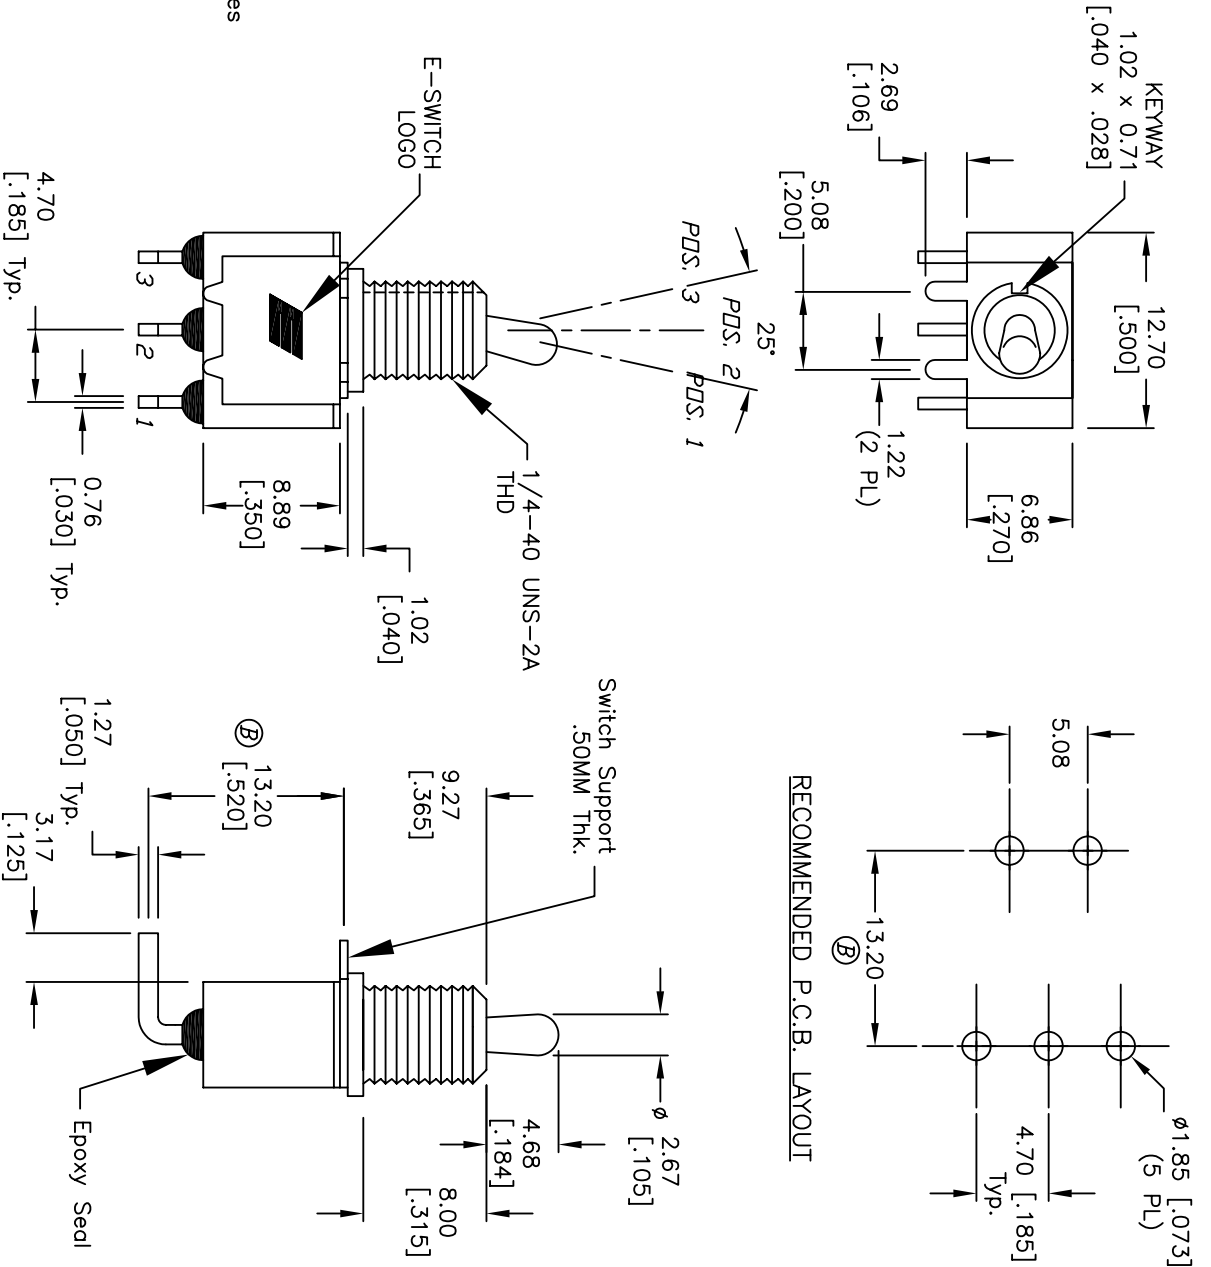 es
KEYWAY
1.02 x 0.71
[.040 x .028]
2.69
[.106]
5.08
[.200]
12.70
[.500]
1.22
(2 PL)
6.86
[.270]
E-SWITCH
LOGO
POS. 3
POS. 2
POS. 1
25°
1/4-40 UNS-2A
THD
3
2
1
4.70
[.185] Typ.
0.76
[.030] Typ.
8.89
[.350]
1.02
[.040]
5.08
13.20
B
RECOMMENDED P.C.B. LAYOUT
ø1.85 [.073]
(5 PL)
4.70 [.185]
Typ.
Switch Support
.50MM Thk.
9.27
[.365]
B
13.20
[.520]
1.27
[.050] Typ.
3.17
[.125]
ø 2.67
[.105]
4.68
[.184]
8.00
[.315]
Epoxy Seal